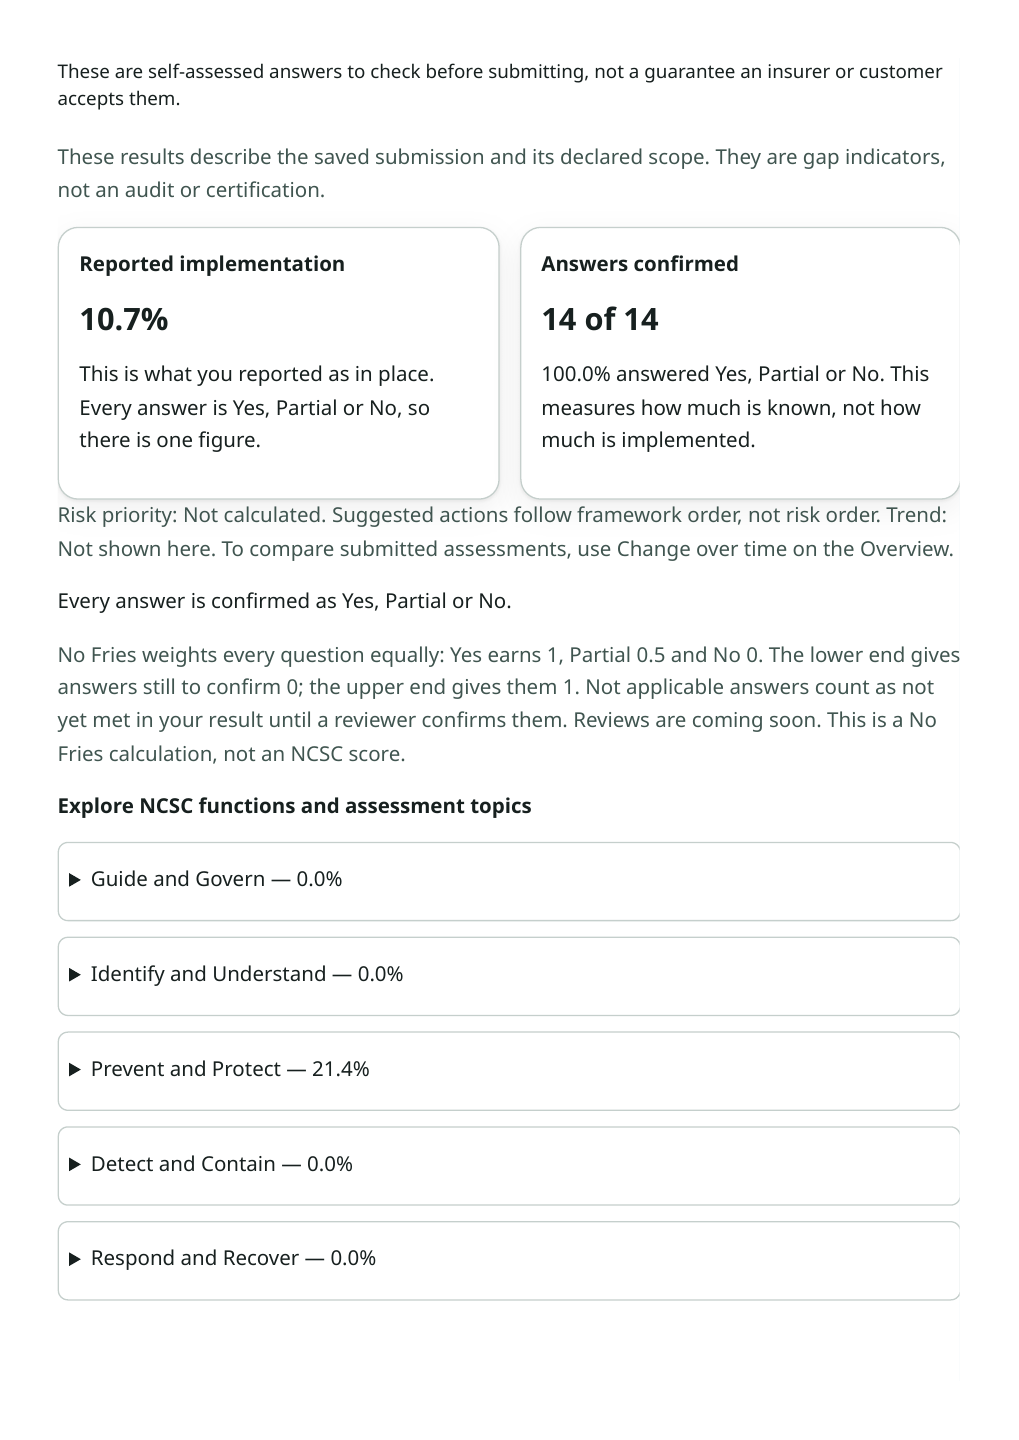 These are self-assessed answers to check before submitting, not a guarantee an insurer or customer
accepts them.
These results describe the saved submission and its declared scope. They are gap indicators,
not an audit or certification.
Reported implementation
10.7%
This is what you reported as in place.
Every answer is Yes, Partial or No, so
there is one figure.
Answers confirmed
14 of 14
100.0% answered Yes, Partial or No. This
measures how much is known, not how
much is implemented.
Risk priority: Not calculated. Suggested actions follow framework order, not risk order. Trend:
Not shown here. To compare submitted assessments, use Change over time on the Overview.
Every answer is confirmed as Yes, Partial or No.
No Fries weights every question equally: Yes earns 1, Partial 0.5 and No 0. The lower end gives
answers still to confirm 0; the upper end gives them 1. Not applicable answers count as not
yet met in your result until a reviewer confirms them. Reviews are coming soon. This is a No
Fries calculation, not an NCSC score.
Explore NCSC functions and assessment topics
Guide and Govern — 0.0%
Identify and Understand — 0.0%
Prevent and Protect — 21.4%
Detect and Contain — 0.0%
Respond and Recover — 0.0%